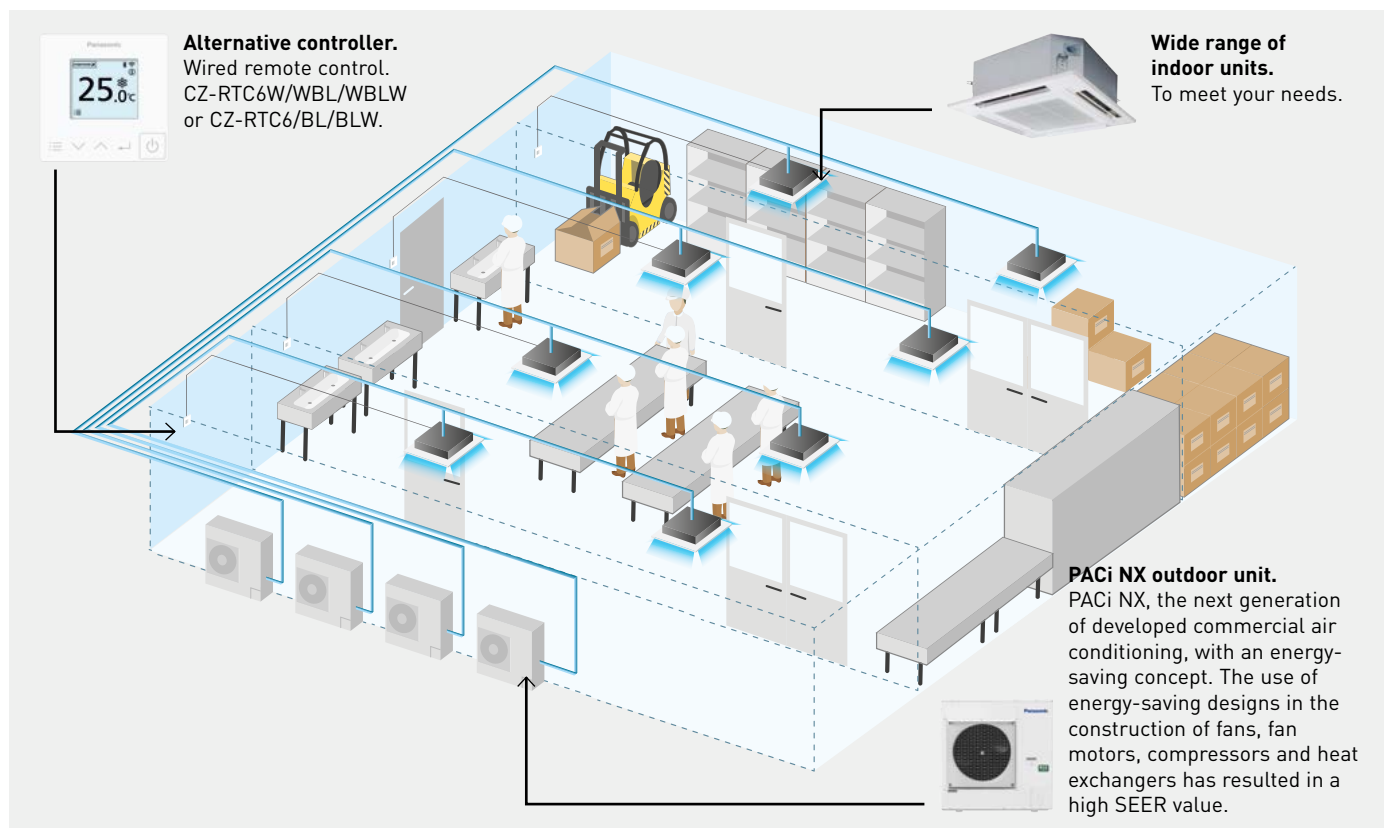 Panasonic
25.0°C
Alternative controller.
Wired remote control.
CZ-RTC6W/WBL/WBLW
or CZ-RTC6/BL/BLW.
Wide range of
indoor units.
To meet your needs.
PACi NX outdoor unit.
PACi NX, the next generation
of developed commercial air
conditioning, with an energy-
saving concept. The use of
energy-saving designs in the
construction of fans, fan
motors, compressors and heat
exchangers has resulted in a
high SEER value.
Panasonic